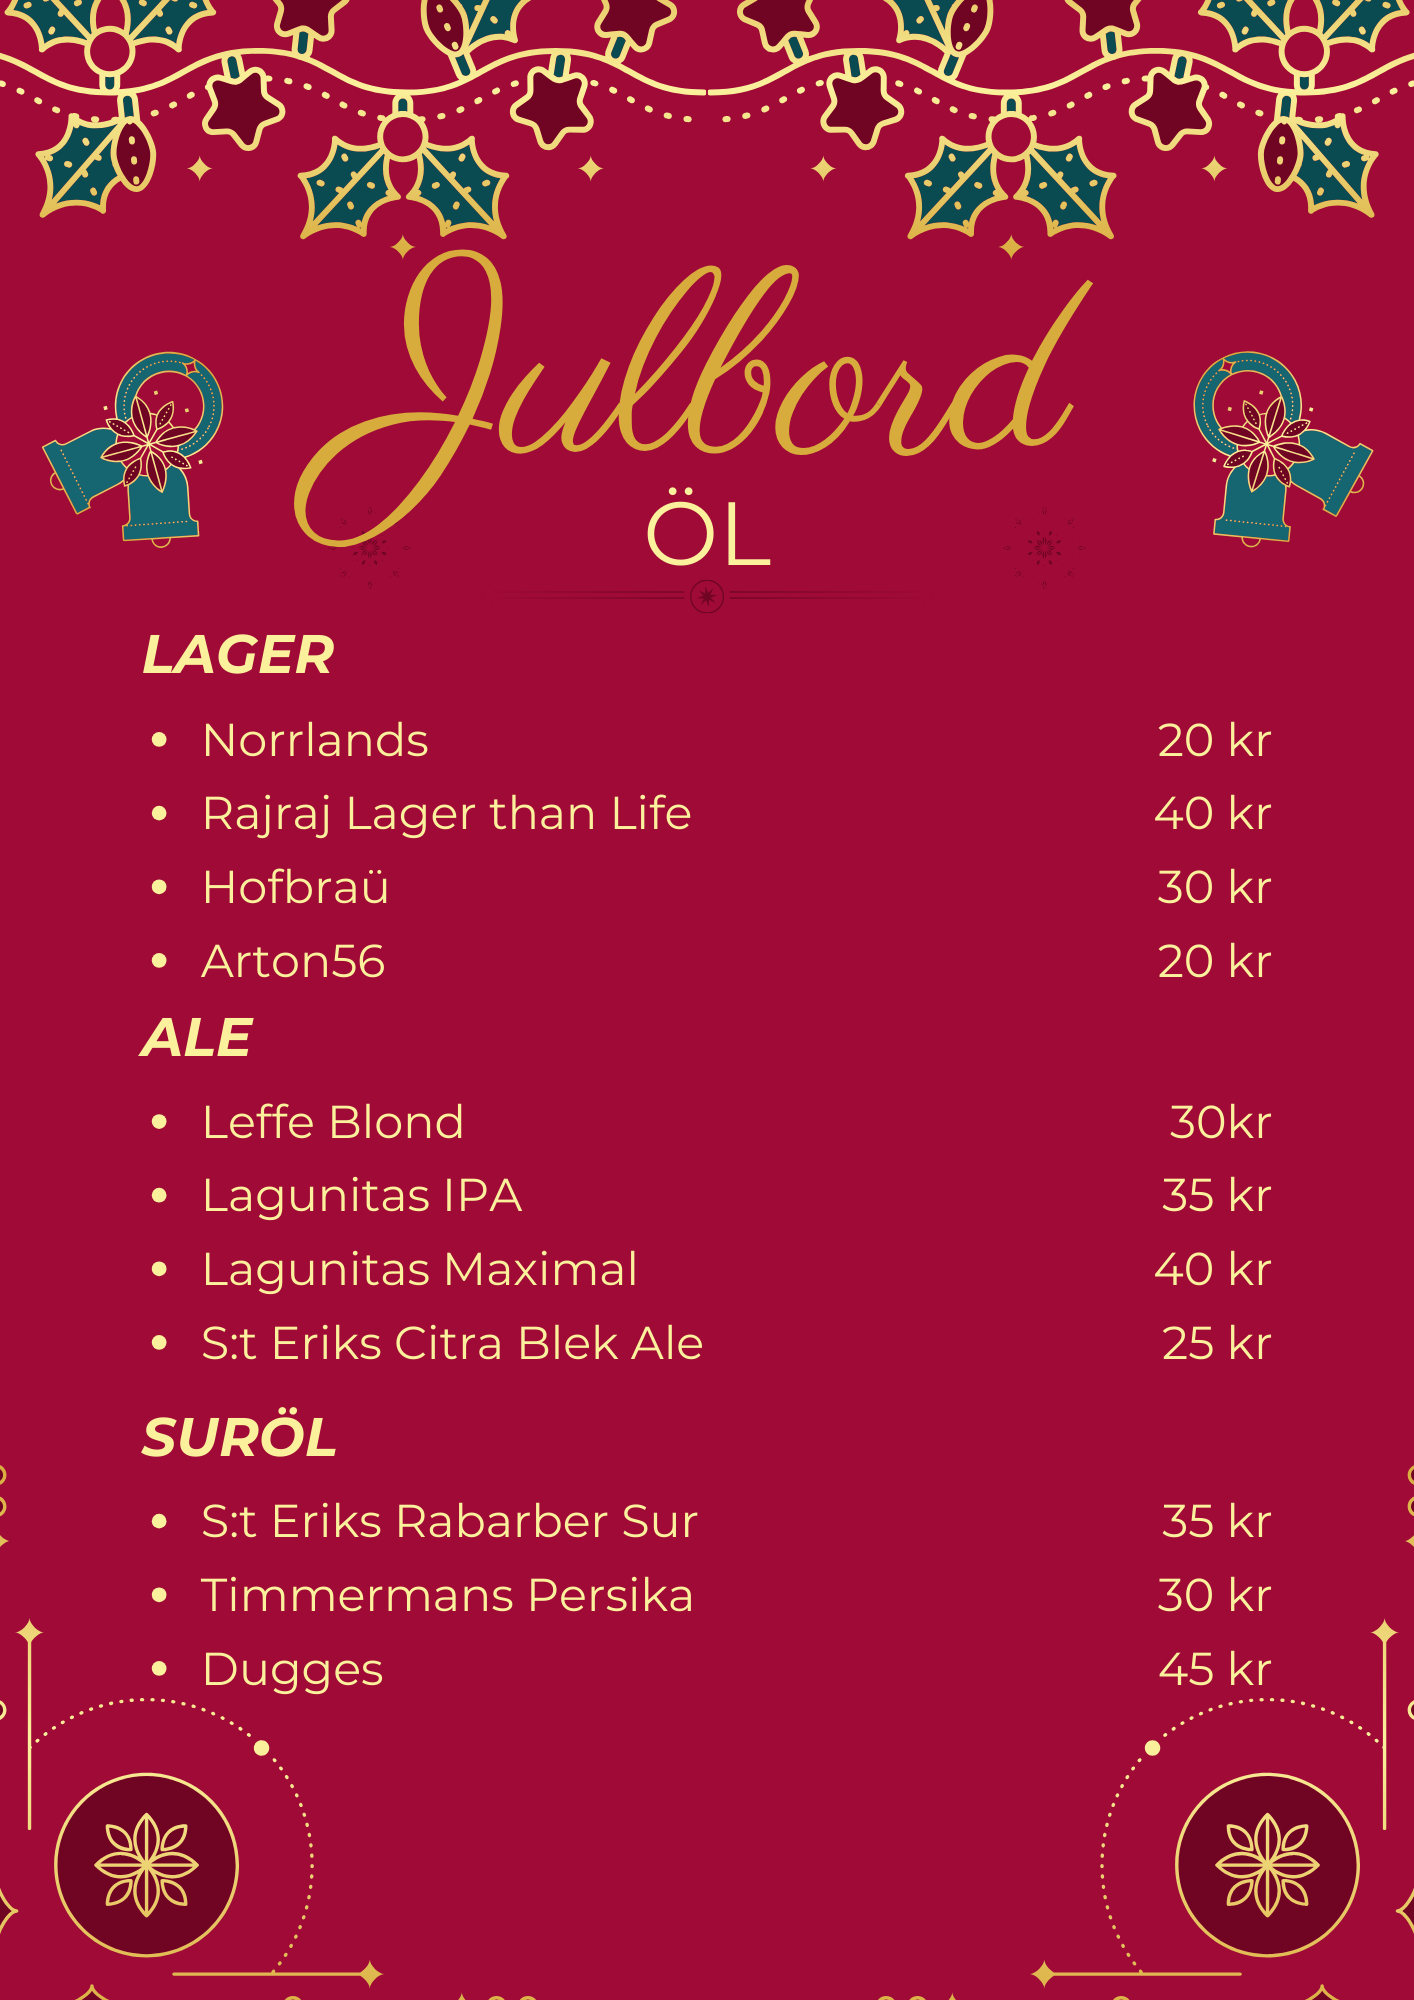 Julbord
ÖL
LAGER
• Norrlands 20 kr
• Rajraj Lager than Life 40 kr
• Hofbraü 30 kr
• Arton56 20 kr
ALE
• Leffe Blond 30kr
• Lagunitas IPA 35 kr
• Lagunitas Maximal 40 kr
• S:t Eriks Citra Blek Ale 25 kr
SURÖL
• S:t Eriks Rabarber Sur 35 kr
• Timmermans Persika 30 kr
• Dugges 45 kr